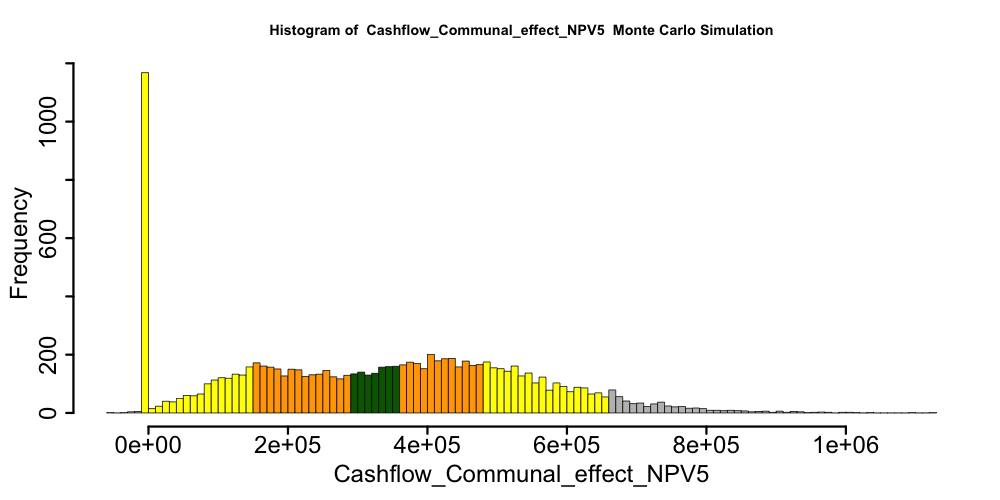 Histogram of  Cashflow_Communal_effect_NPV5  Monte Carlo Simulation
Frequency
1000
600
200
0
0e+00 2e+05 4e+05 6e+05 8e+05 1e+06
Cashflow_Communal_effect_NPV5